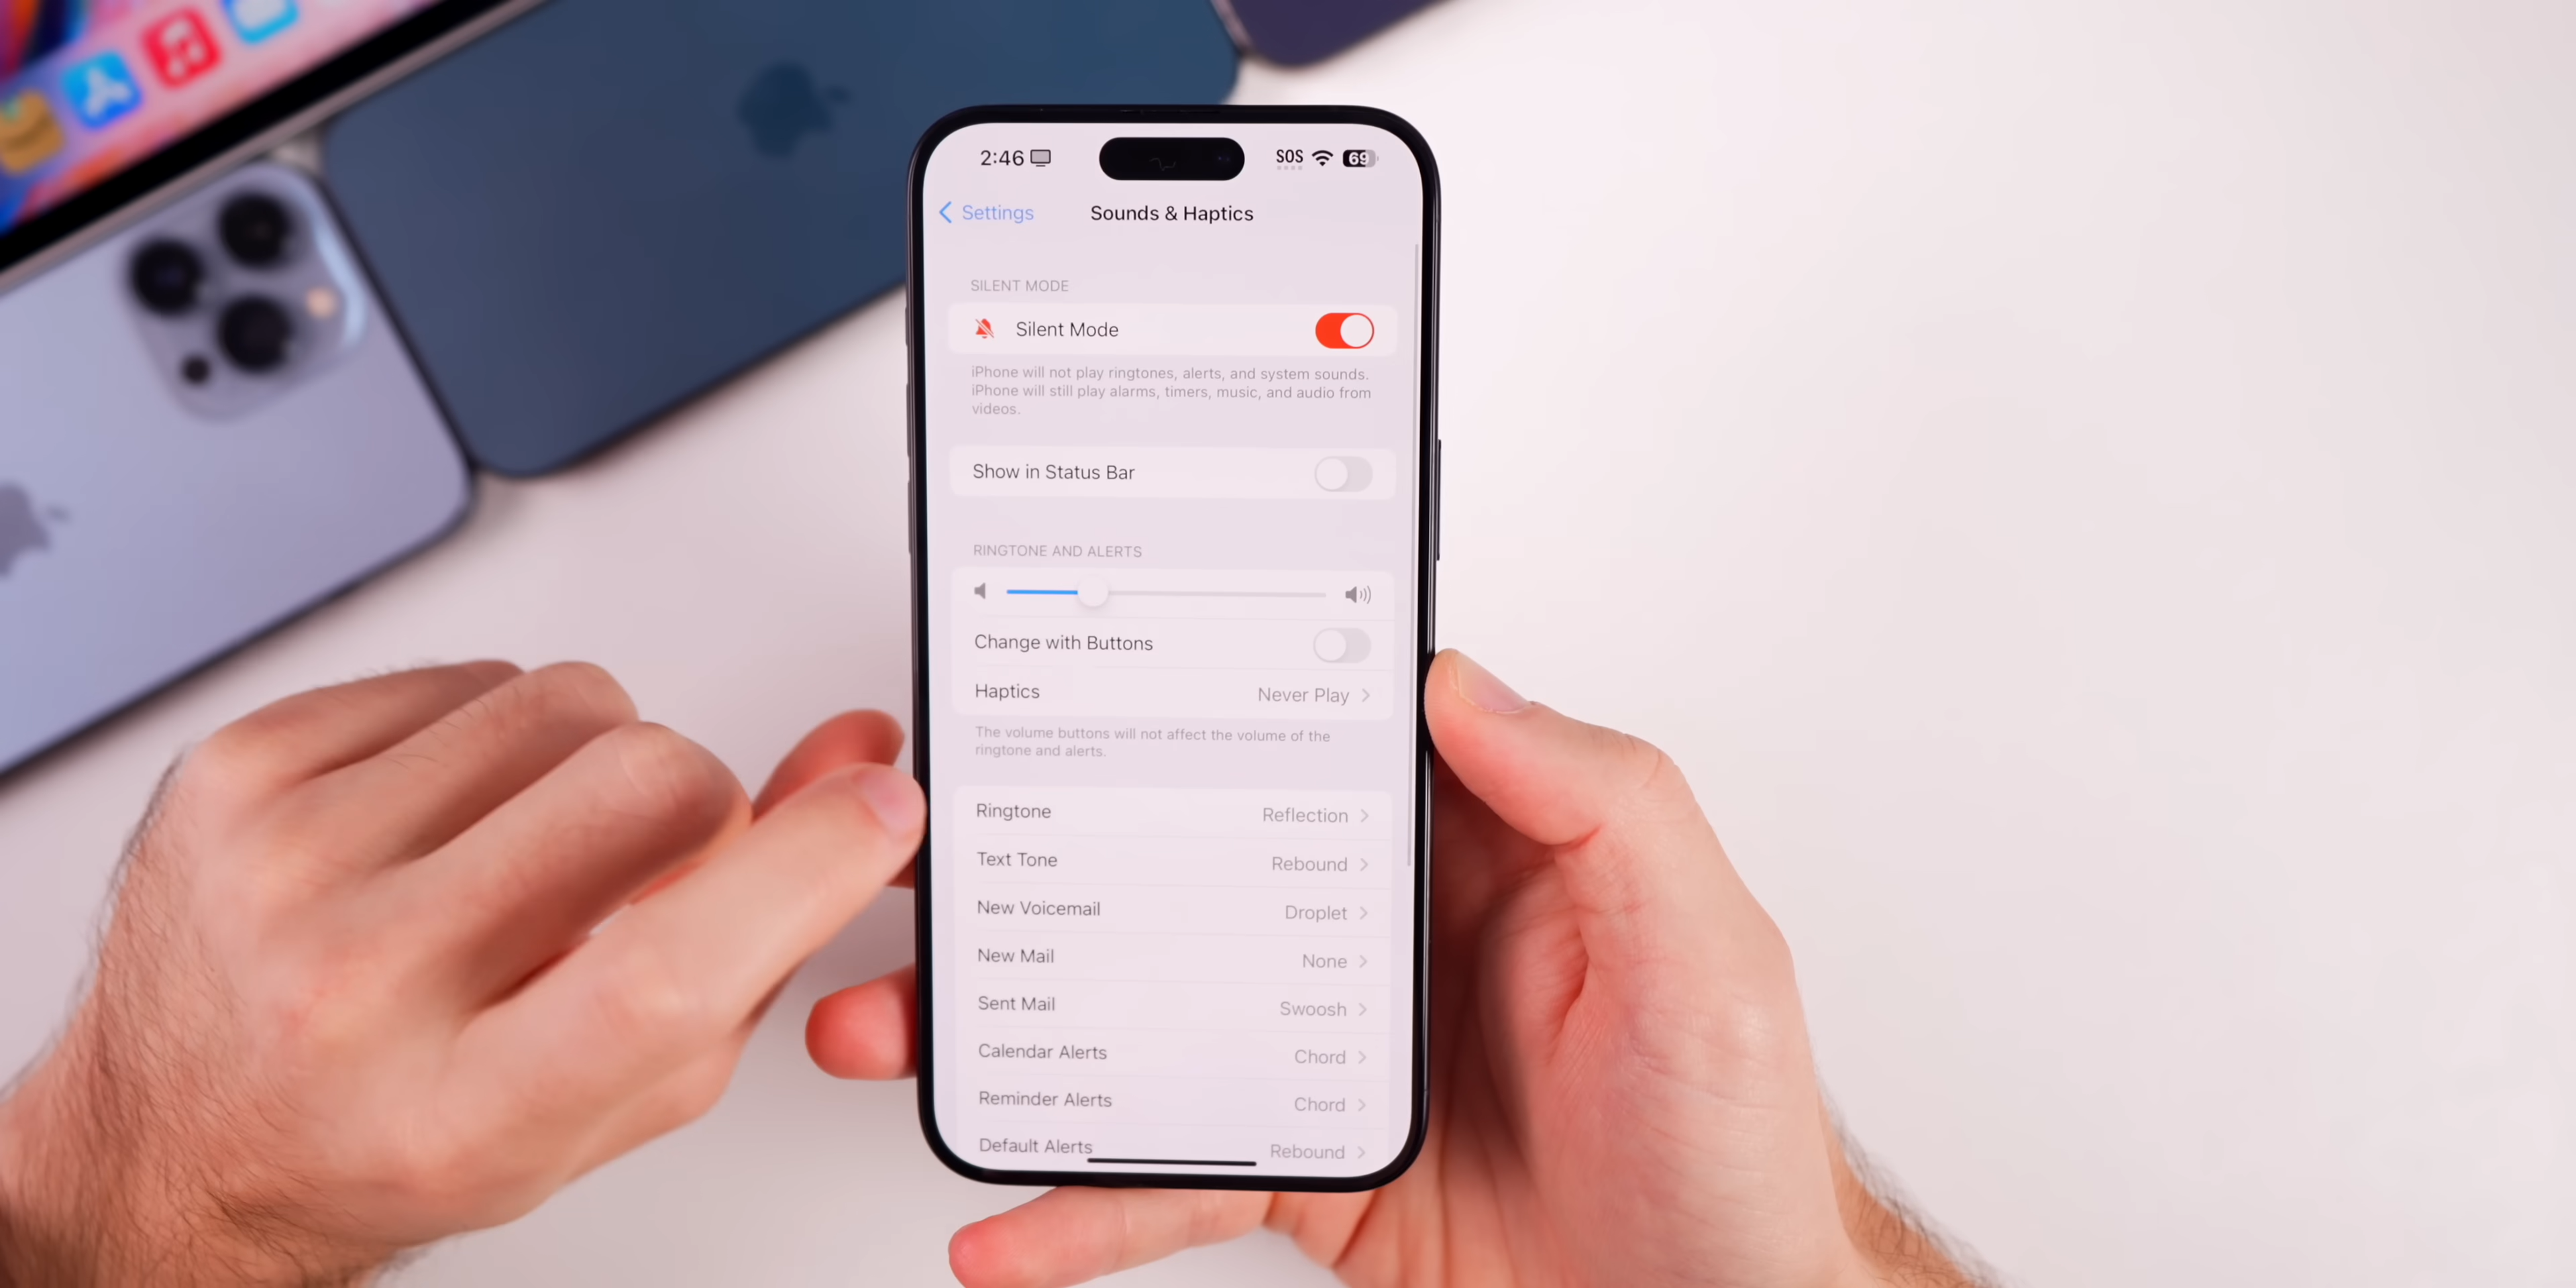 2:46
SOS
69
Settings
Sounds & Haptics
SILENT MODE
Silent Mode
iPhone will not play ringtones, alerts, and system sounds.
iPhone will still play alarms, timers, music, and audio from
videos.
Show in Status Bar
RINGTONE AND ALERTS
Change with Buttons
Haptics Never Play
The volume buttons will not affect the volume of the
ringtone and alerts.
Ringtone Reflection
Text Tone Rebound
New Voicemail Droplet
New Mail None
Sent Mail Swoosh
Calendar Alerts Chord
Reminder Alerts Chord
Default Alerts Rebound